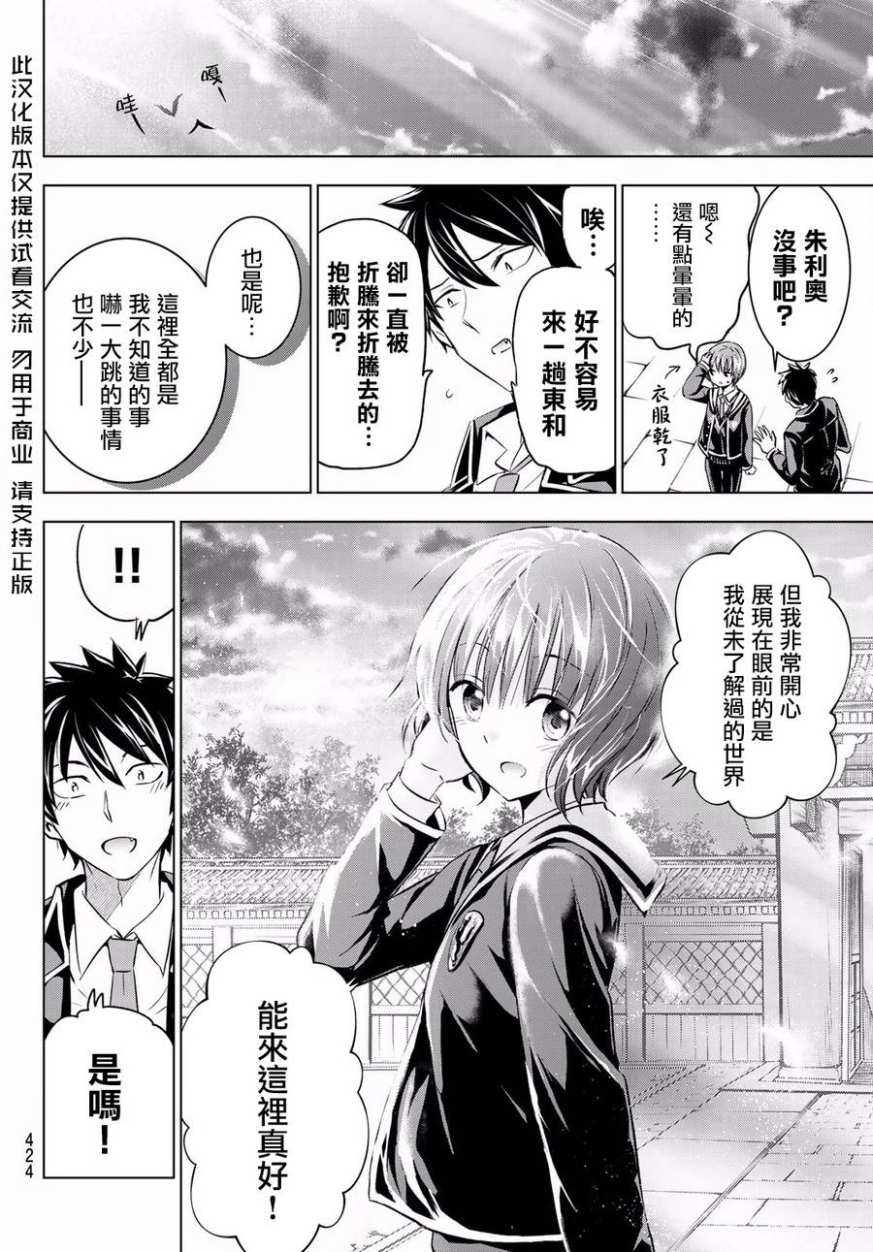 嘎—
哇—
朱利奧
沒事吧？
嗯～
還有點暈暈的
……
衣服乾了
唉…
好不容易
來一趟東和
卻一直被
折騰來折騰去的…
抱歉啊？
也是呢…
這裡全都是
我不知道的事
嚇一大跳的事情
也不少——
但我非常開心
展現在眼前的是
我從未了解過的世界
能來這裡真好！
!!
是嗎！
此汉化版本仅提供试看交流 勿用于商业 请支持正版
424